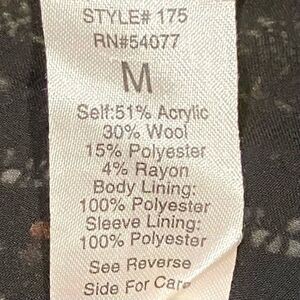 STYLE# 175
RN#54077
M
Self:51% Acrylic
30% Wool
15% Polyester
4% Rayon
Body Lining:
100% Polyester
Sleeve Lining:
100% Polyester
See Reverse
Side For Care